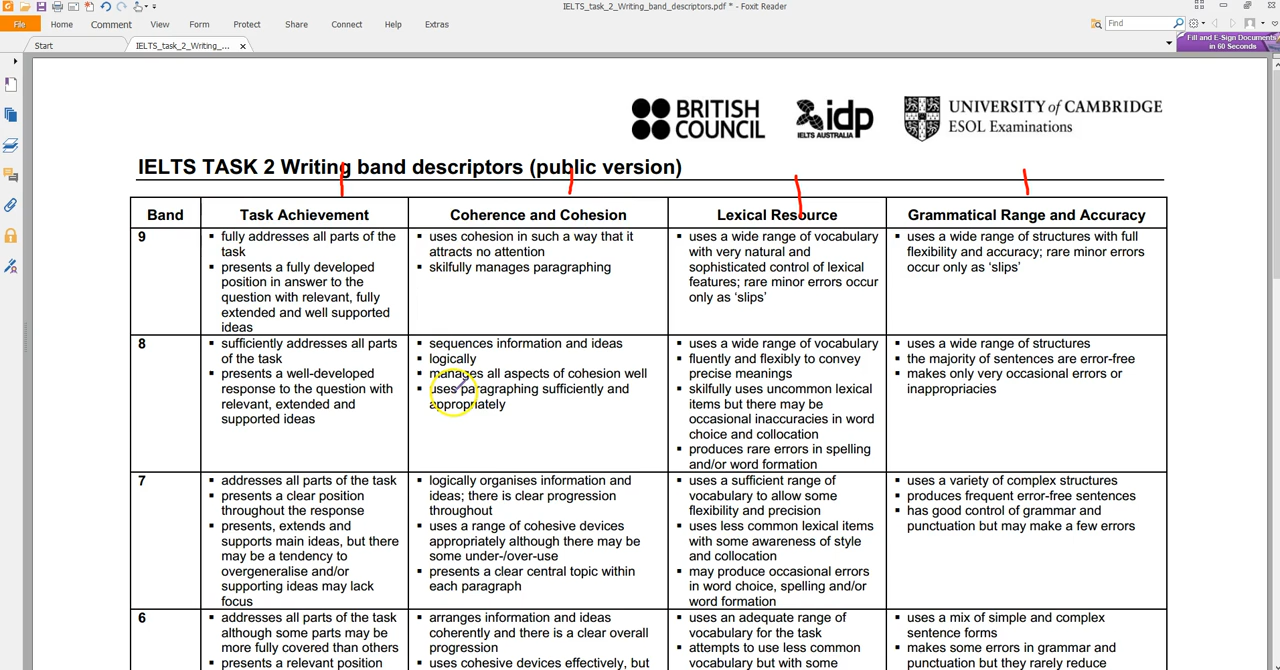 IELTS_task_2_Writing_band_descriptors.pdf * - Foxit Reader
File Home Comment View Form Protect Share Connect Help Extras
Find
Start
IELTS_task_2_Writing_...
Fill and E-Sign Documents
in 60 Seconds
BRITISH
COUNCIL
idp
IELTS AUSTRALIA
UNIVERSITY of CAMBRIDGE
ESOL Examinations
IELTS TASK 2 Writing band descriptors (public version)
Band
Task Achievement
Coherence and Cohesion
Lexical Resource
Grammatical Range and Accuracy
9
fully addresses all parts of the
task
presents a fully developed
position in answer to the
question with relevant, fully
extended and well supported
ideas
uses cohesion in such a way that it
attracts no attention
skilfully manages paragraphing
uses a wide range of vocabulary
with very natural and
sophisticated control of lexical
features; rare minor errors occur
only as ‘slips’
uses a wide range of structures with full
flexibility and accuracy; rare minor errors
occur only as ‘slips’
8
sufficiently addresses all parts
of the task
presents a well-developed
response to the question with
relevant, extended and
supported ideas
sequences information and ideas
logically
manages all aspects of cohesion well
uses paragraphing sufficiently and
appropriately
uses a wide range of vocabulary
fluently and flexibly to convey
precise meanings
skilfully uses uncommon lexical
items but there may be
occasional inaccuracies in word
choice and collocation
produces rare errors in spelling
and/or word formation
uses a wide range of structures
the majority of sentences are error-free
makes only very occasional errors or
inappropriacies
7
addresses all parts of the task
presents a clear position
throughout the response
presents, extends and
supports main ideas, but there
may be a tendency to
overgeneralise and/or
supporting ideas may lack
focus
logically organises information and
ideas; there is clear progression
throughout
uses a range of cohesive devices
appropriately although there may be
some under-/over-use
presents a clear central topic within
each paragraph
uses a sufficient range of
vocabulary to allow some
flexibility and precision
uses less common lexical items
with some awareness of style
and collocation
may produce occasional errors
in word choice, spelling and/or
word formation
uses a variety of complex structures
produces frequent error-free sentences
has good control of grammar and
punctuation but may make a few errors
6
addresses all parts of the task
although some parts may be
more fully covered than others
presents a relevant position
arranges information and ideas
coherently and there is a clear overall
progression
uses cohesive devices effectively, but
uses an adequate range of
vocabulary for the task
attempts to use less common
vocabulary but with some
uses a mix of simple and complex
sentence forms
makes some errors in grammar and
punctuation but they rarely reduce